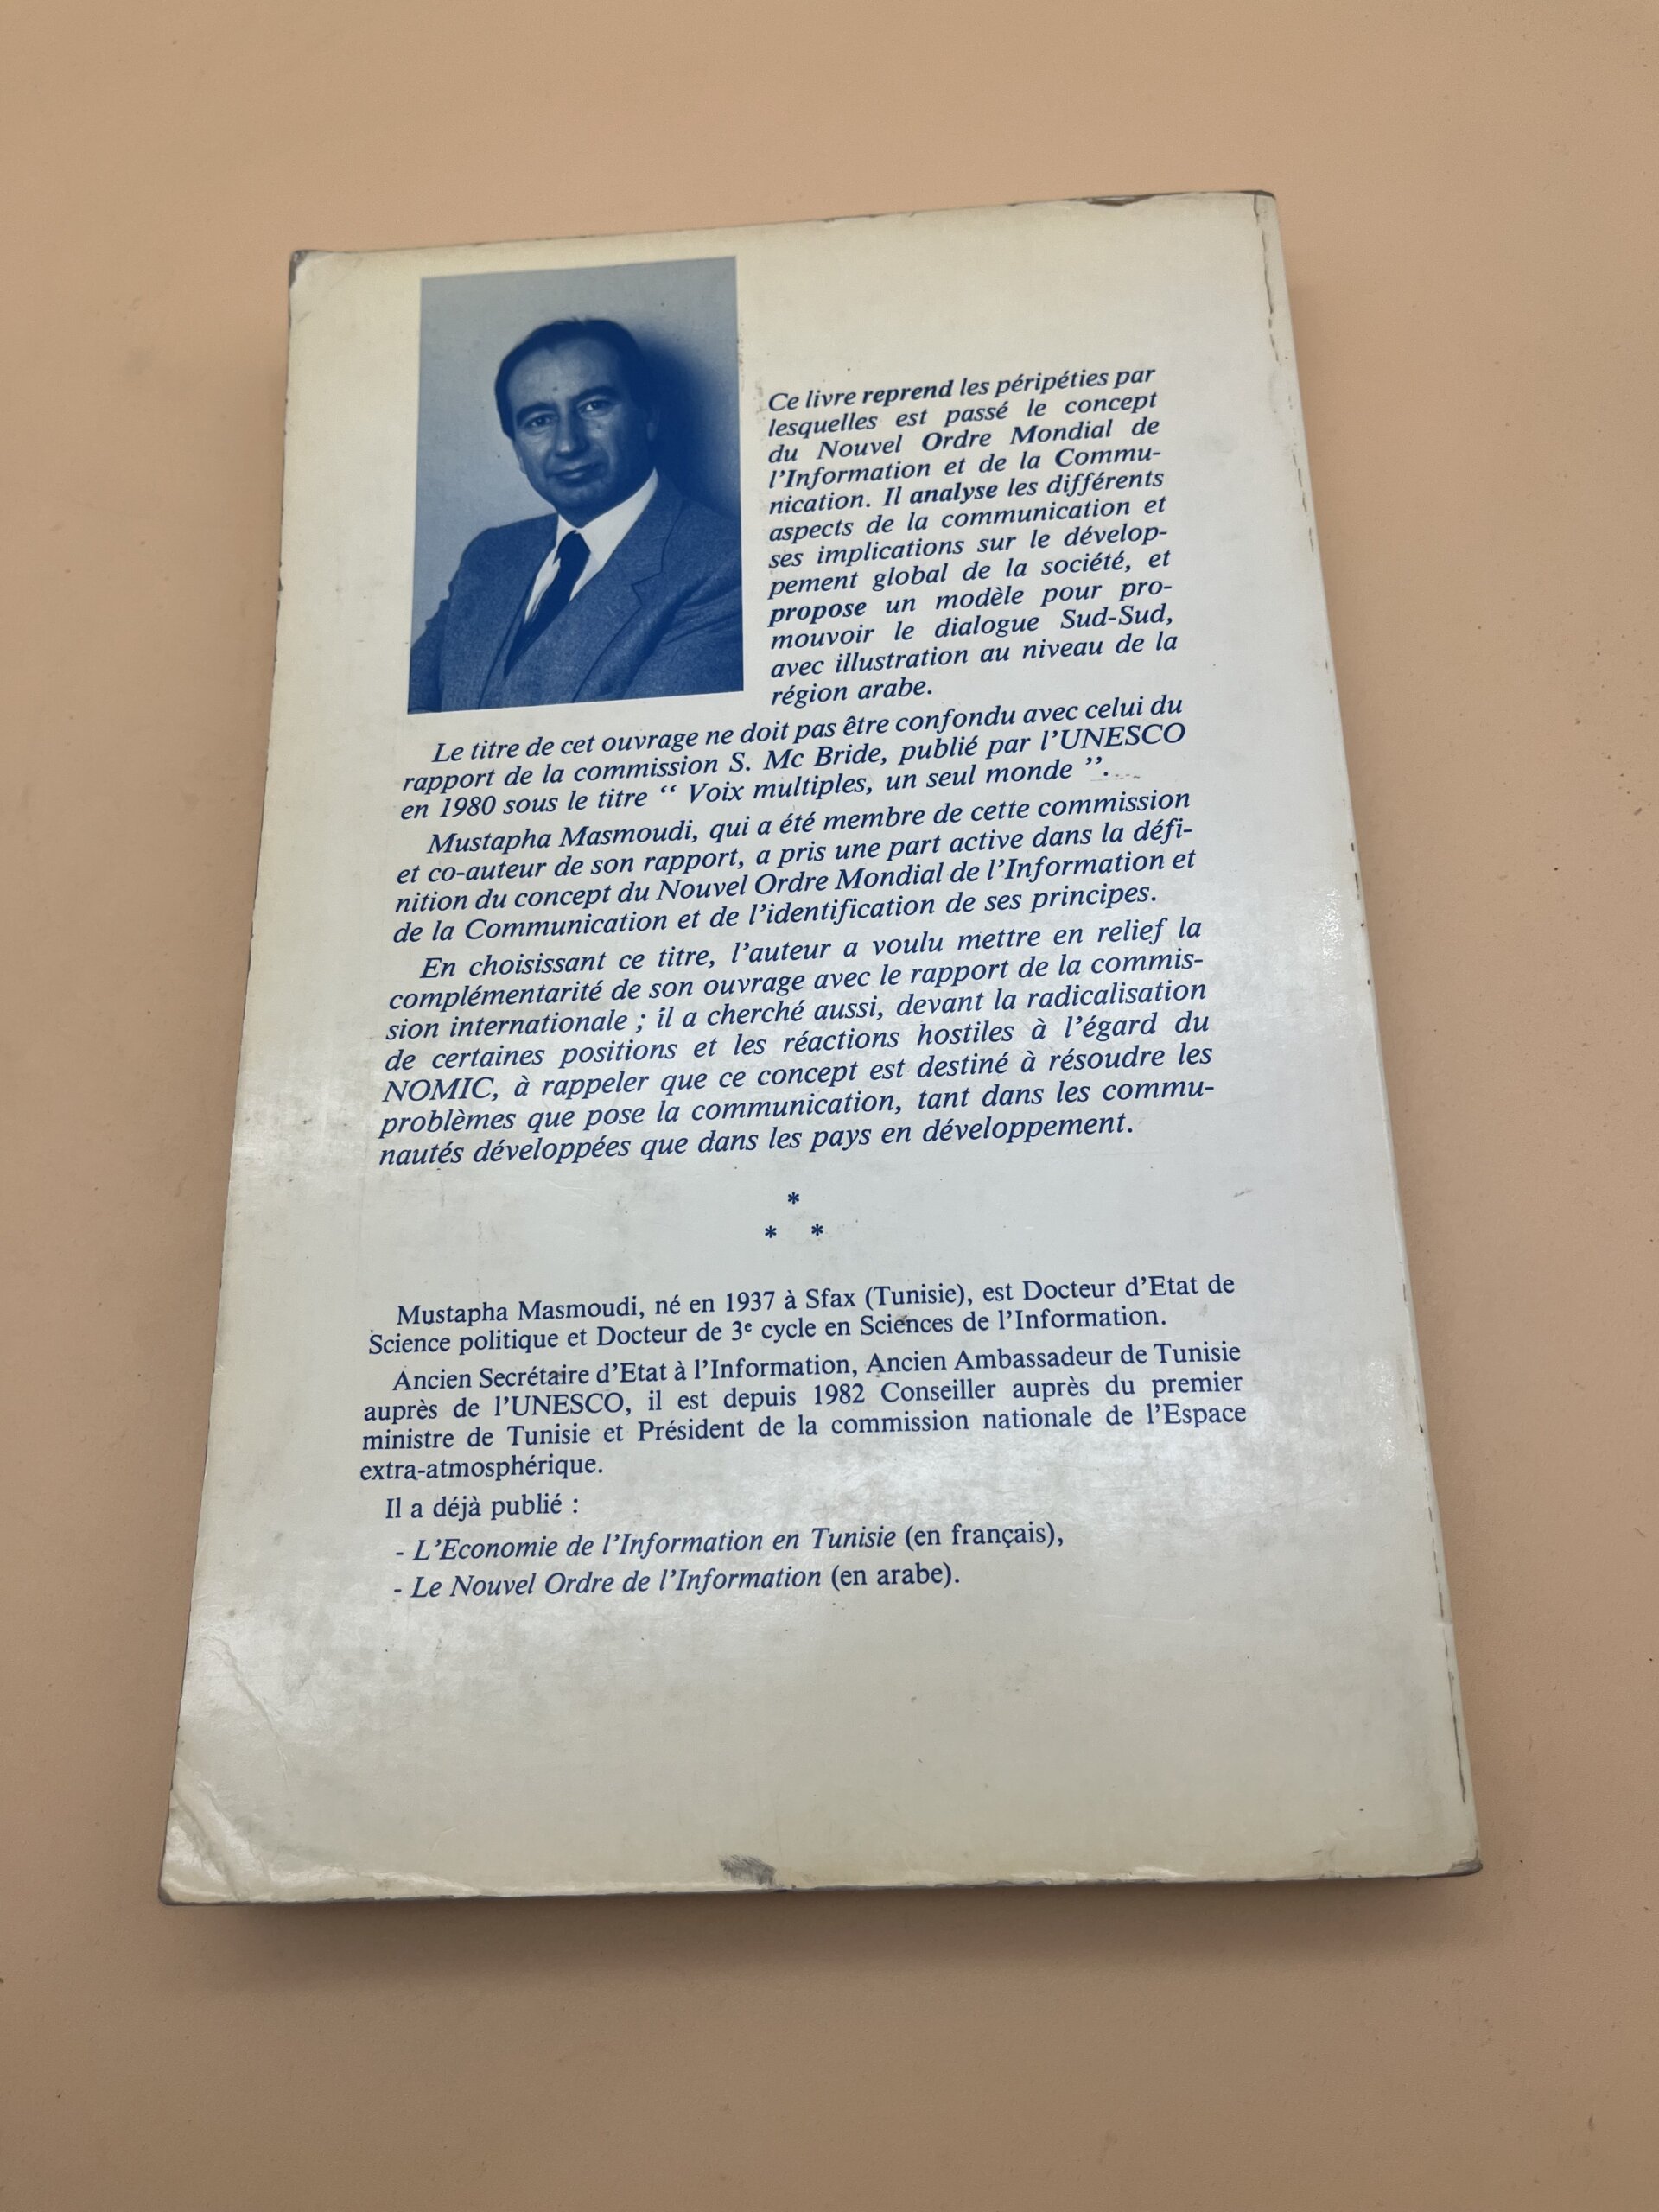 Ce livre reprend les péripéties par
lesquelles est passé le concept
du Nouvel Ordre Mondial de
l'Information et de la Commu-
nication. Il analyse les différents
aspects de la communication et
ses implications sur le dévelop-
pement global de la société, et
propose un modèle pour pro-
mouvoir le dialogue Sud-Sud,
avec illustration au niveau de la
région arabe.
Le titre de cet ouvrage ne doit pas être confondu avec celui du
rapport de la commission S. Mc Bride, publié par l'UNESCO
en 1980 sous le titre “ Voix multiples, un seul monde ”.
Mustapha Masmoudi, qui a été membre de cette commission
et co-auteur de son rapport, a pris une part active dans la défi-
nition du concept du Nouvel Ordre Mondial de l'Information et
de la Communication et de l'identification de ses principes.
En choisissant ce titre, l'auteur a voulu mettre en relief la
complémentarité de son ouvrage avec le rapport de la commis-
sion internationale ; il a cherché aussi, devant la radicalisation
de certaines positions et les réactions hostiles à l'égard du
NOMIC, à rappeler que ce concept est destiné à résoudre les
problèmes que pose la communication, tant dans les commu-
nautés développées que dans les pays en développement.
*
* *
Mustapha Masmoudi, né en 1937 à Sfax (Tunisie), est Docteur d'Etat de
Science politique et Docteur de 3e cycle en Sciences de l'Information.
Ancien Secrétaire d'Etat à l'Information, Ancien Ambassadeur de Tunisie
auprès de l'UNESCO, il est depuis 1982 Conseiller auprès du premier
ministre de Tunisie et Président de la commission nationale de l'Espace
extra-atmosphérique.
Il a déjà publié :
- L'Economie de l'Information en Tunisie (en français),
- Le Nouvel Ordre de l'Information (en arabe).